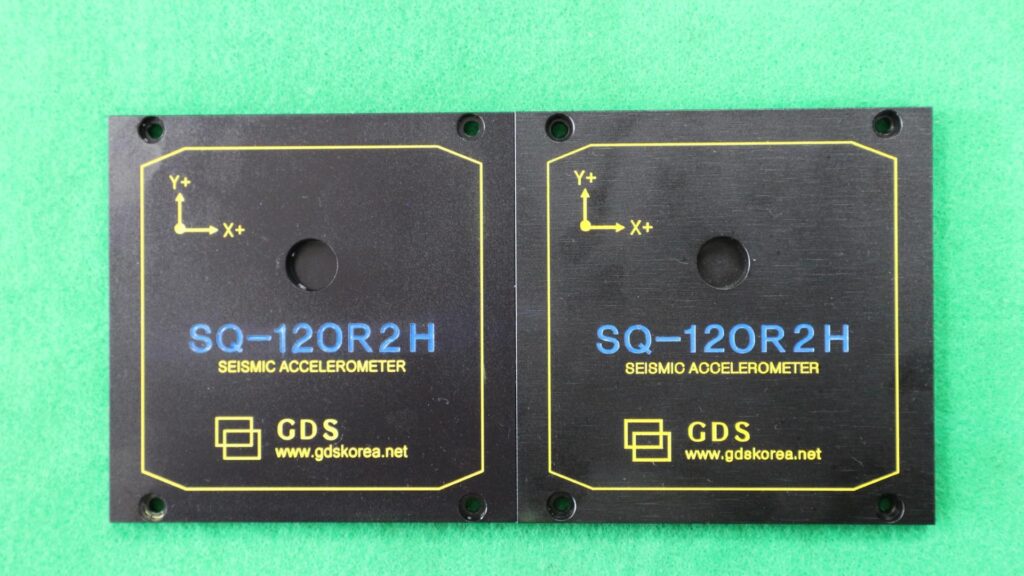 Y+
X+
SQ-120R2H
SEISMIC ACCELEROMETER
GDS
www.gdskorea.net
Y+
X+
SQ-120R2H
SEISMIC ACCELEROMETER
GDS
www.gdskorea.net